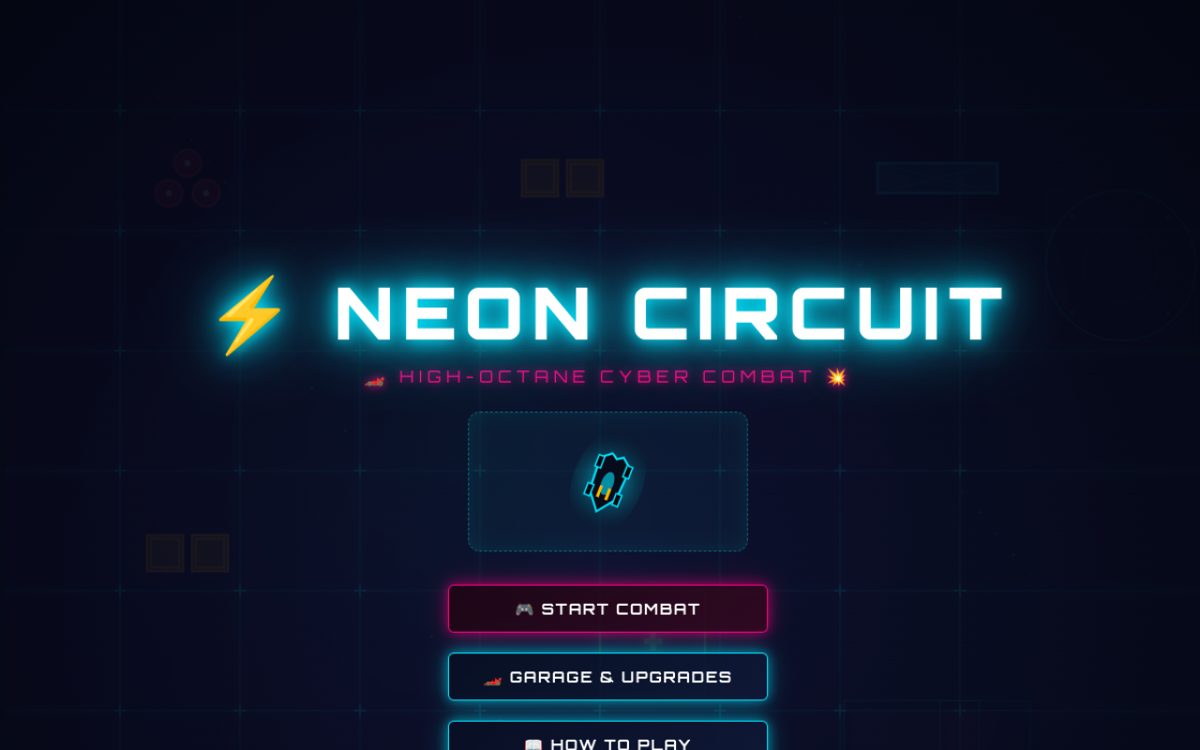 ⚡ NEON CIRCUIT
🏎️ HIGH-OCTANE CYBER COMBAT 💥
🎮 START COMBAT
🏎️ GARAGE & UPGRADES
📖 HOW TO PLAY